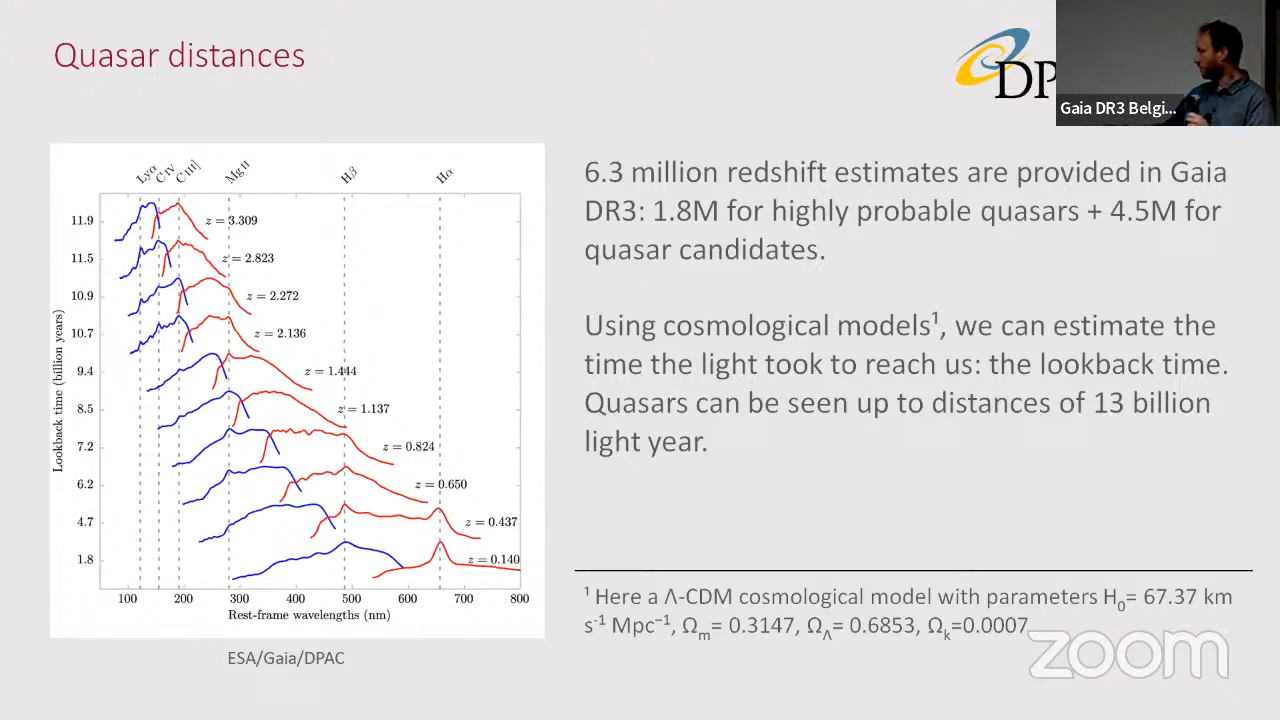 Quasar distances
DP
Gaia DR3 Belgi...
Lyα
C IV
C III]
Mg II
Hβ
Hα
11.9
z = 3.309
11.5
z = 2.823
10.9
z = 2.272
10.7
z = 2.136
9.4
z = 1.444
8.5
z = 1.137
7.2
z = 0.824
6.2
z = 0.650
4.7
z = 0.437
1.8
z = 0.140
Lookback time (billion years)
100 200 300 400 500 600 700 800
Rest-frame wavelengths (nm)
ESA/Gaia/DPAC
6.3 million redshift estimates are provided in Gaia
DR3: 1.8M for highly probable quasars + 4.5M for
quasar candidates.
Using cosmological models¹, we can estimate the
time the light took to reach us: the lookback time.
Quasars can be seen up to distances of 13 billion
light year.
¹ Here a Λ-CDM cosmological model with parameters H₀= 67.37 km
s⁻¹ Mpc⁻¹, Ωₘ= 0.3147, Ω_Λ= 0.6853, Ωₖ=0.0007
zoom